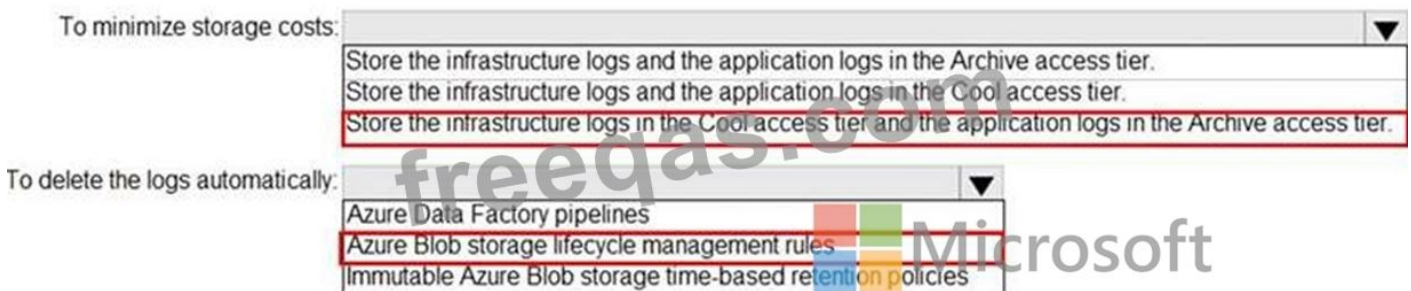 To minimize storage costs:
Store the infrastructure logs and the application logs in the Archive access tier.
Store the infrastructure logs and the application logs in the Cool access tier.
Store the infrastructure logs in the Cool access tier and the application logs in the Archive access tier.
freeqas.com
To delete the logs automatically:
Azure Data Factory pipelines
Azure Blob storage lifecycle management rules
Immutable Azure Blob storage time-based retention policies
Microsoft